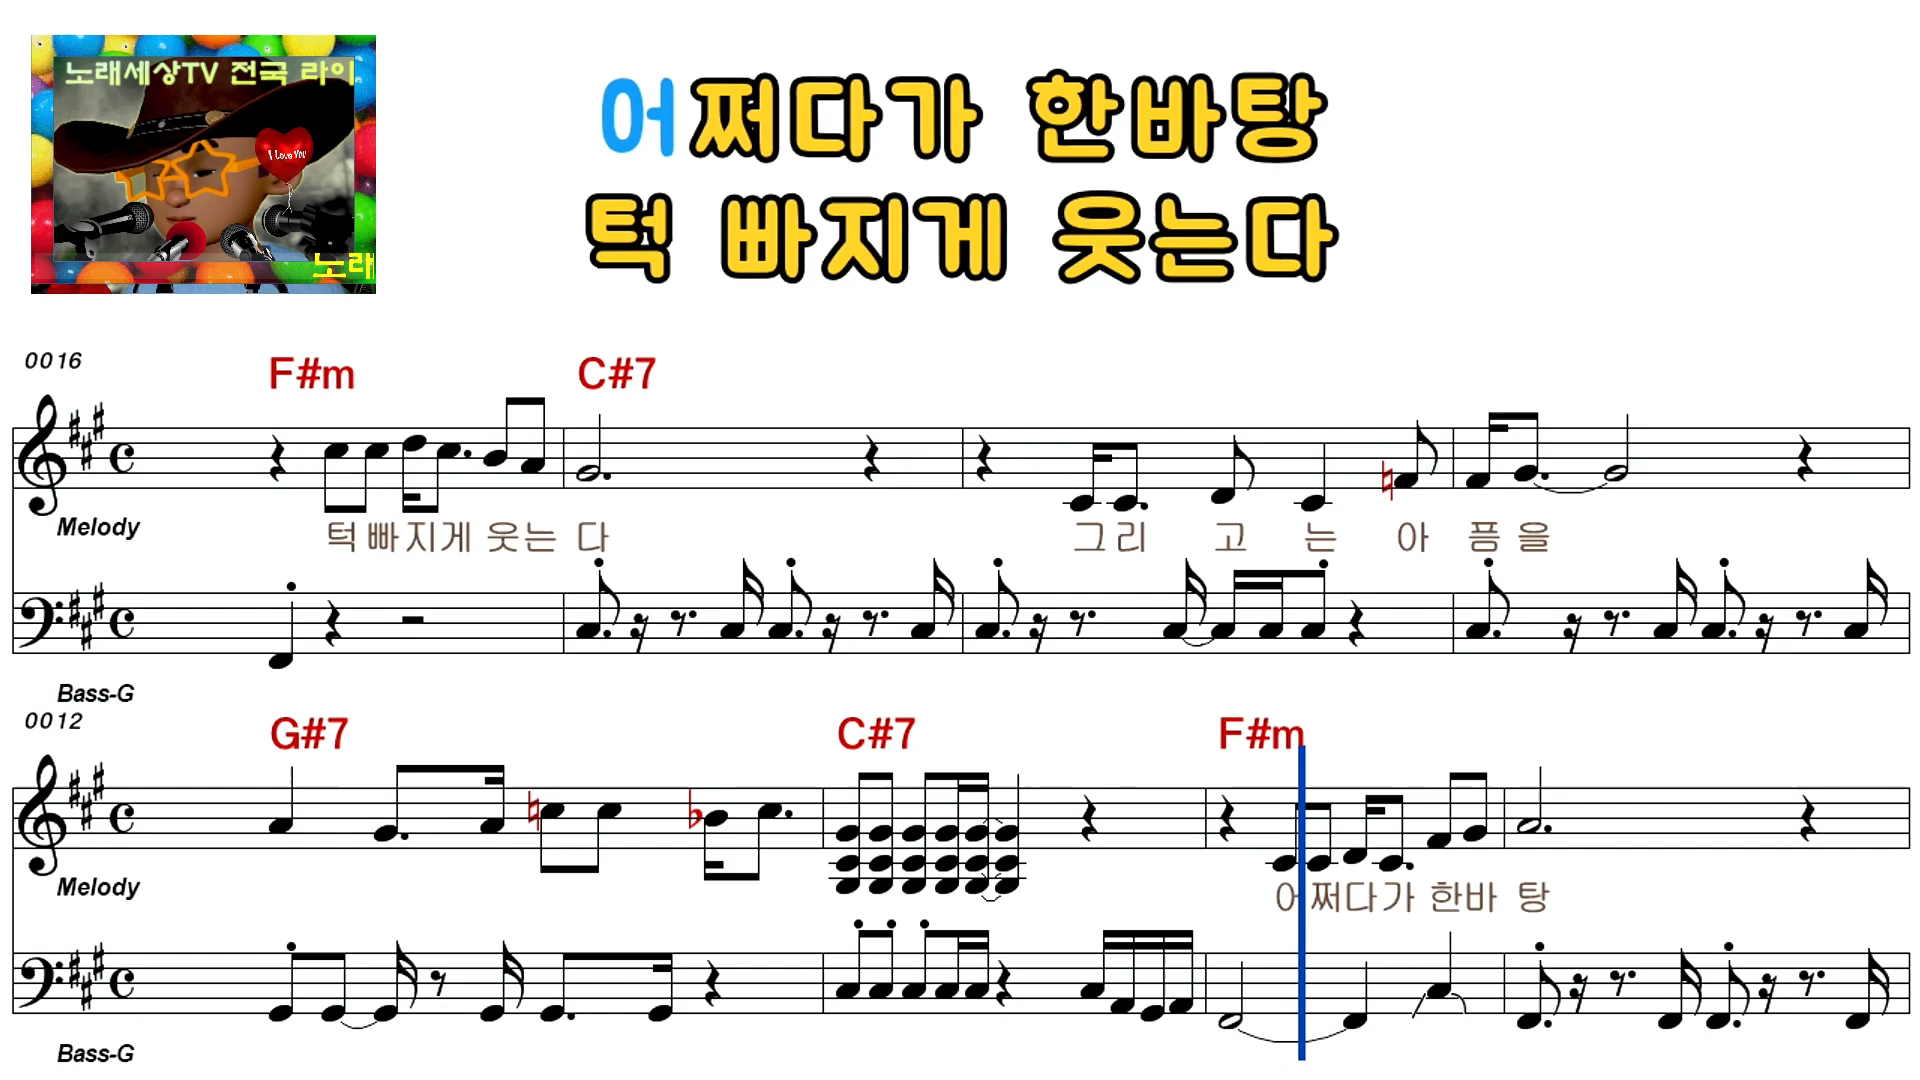 노래세상TV 전국 라이
I Love You
노래
어쩌다가 한바탕
턱 빠지게 웃는다
0016
F#m C#7
Melody
턱빠지게 웃는 다 그리 고 는 아 픔 을
Bass-G
0012
G#7 C#7 F#m
Melody
어쩌다가 한바 탕
Bass-G